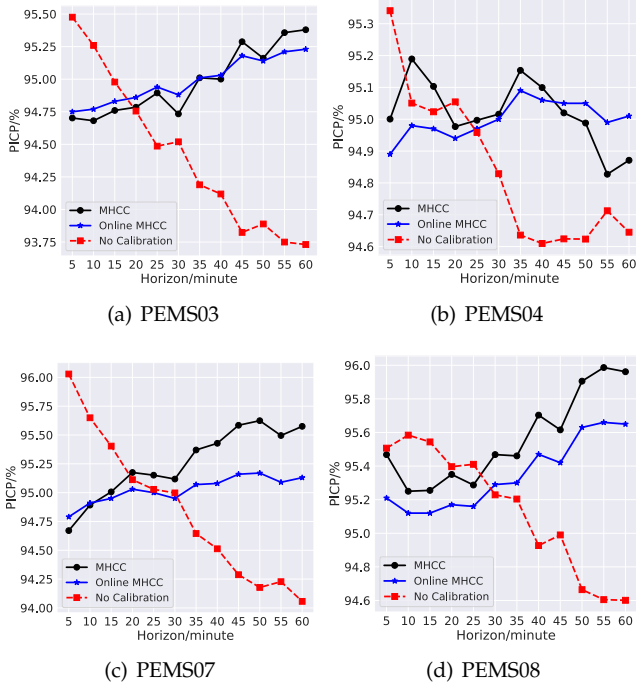 95.50
95.25
95.00
94.75
94.50
94.25
94.00
93.75
PICP/%
MHCC
Online MHCC
No Calibration
5 10 15 20 25 30 35 40 45 50 55 60
Horizon/minute
(a) PEMS03
95.3
95.2
95.1
95.0
94.9
94.8
94.7
94.6
PICP/%
MHCC
Online MHCC
No Calibration
5 10 15 20 25 30 35 40 45 50 55 60
Horizon/minute
(b) PEMS04
96.00
95.75
95.50
95.25
95.00
94.75
94.50
94.25
94.00
PICP/%
MHCC
Online MHCC
No Calibration
5 10 15 20 25 30 35 40 45 50 55 60
Horizon/minute
(c) PEMS07
96.0
95.8
95.6
95.4
95.2
95.0
94.8
94.6
PICP/%
MHCC
Online MHCC
No Calibration
5 10 15 20 25 30 35 40 45 50 55 60
Horizon/minute
(d) PEMS08